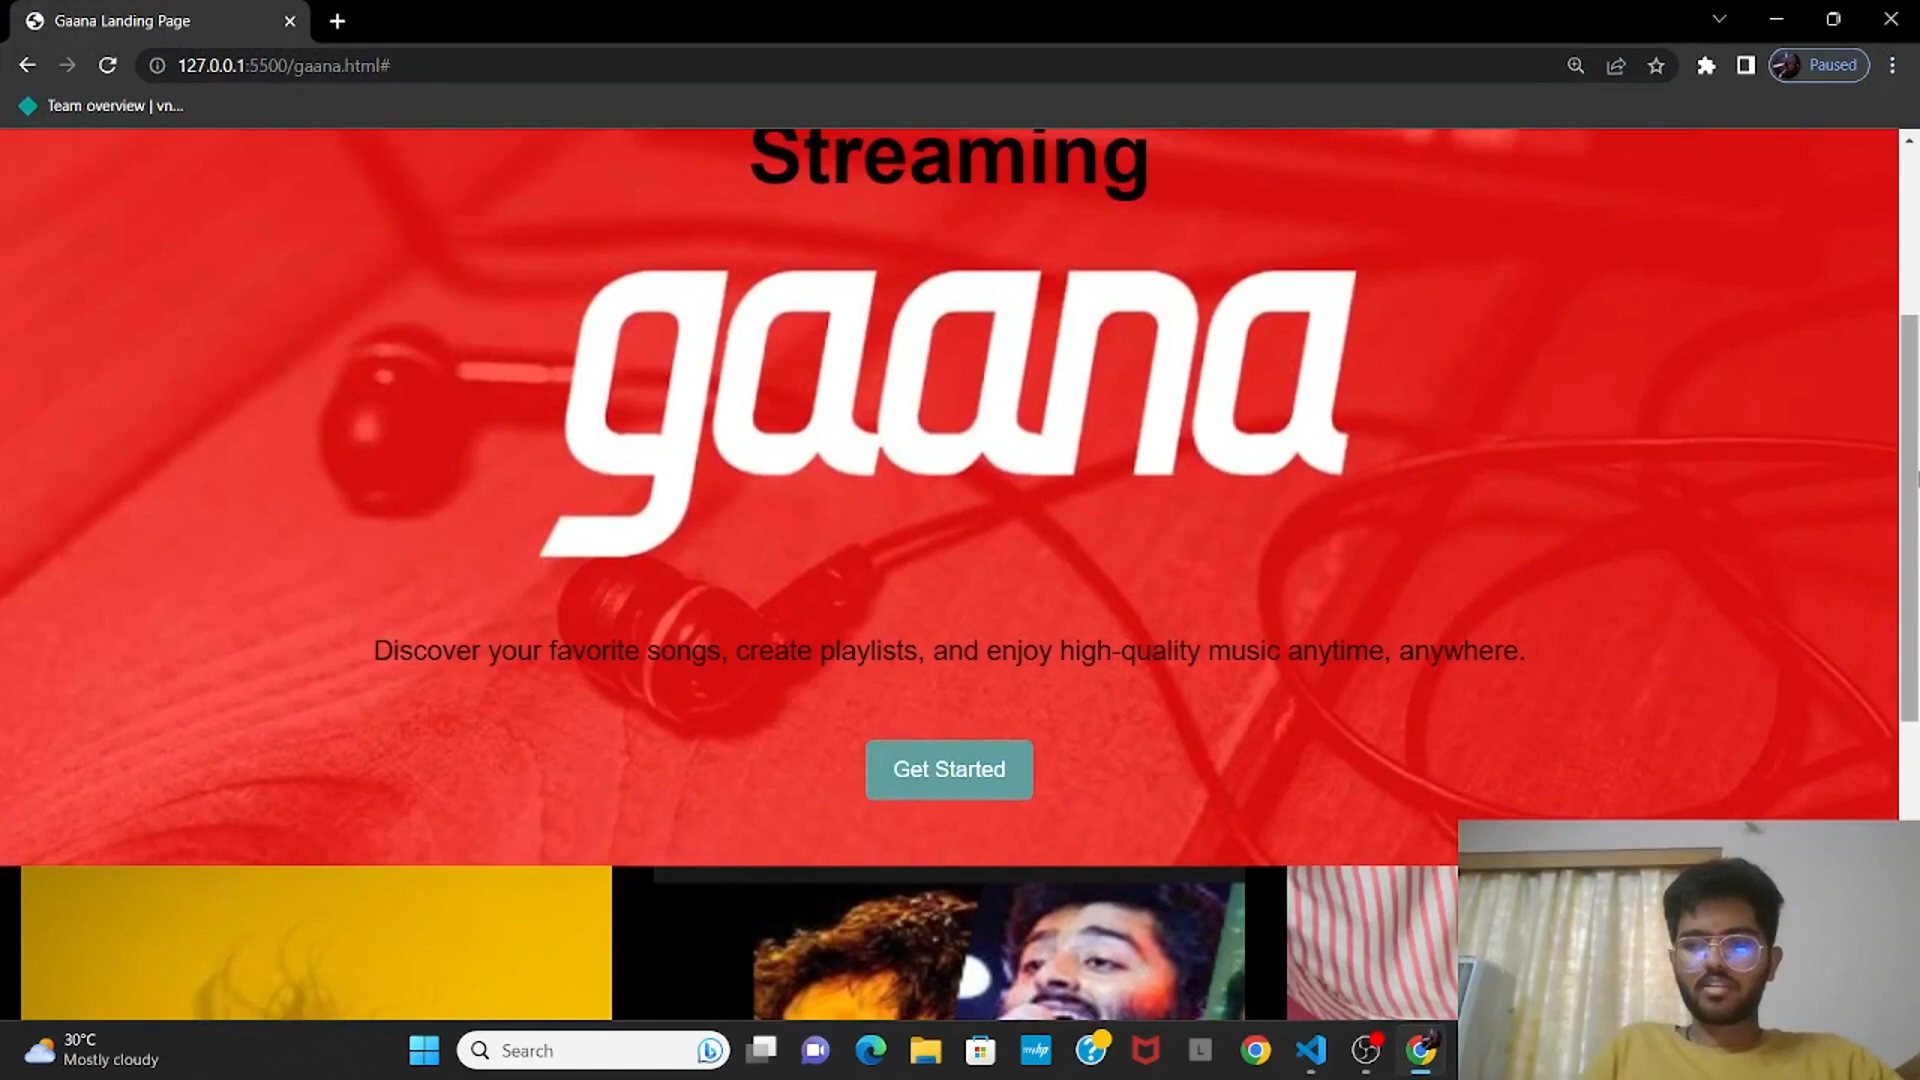 Gaana Landing Page
127.0.0.1:5500/gaana.html#
Paused
Team overview | vn...
Streaming
gaana
Discover your favorite songs, create playlists, and enjoy high-quality music anytime, anywhere.
Get Started
30°C
Mostly cloudy
Search
myhp
L